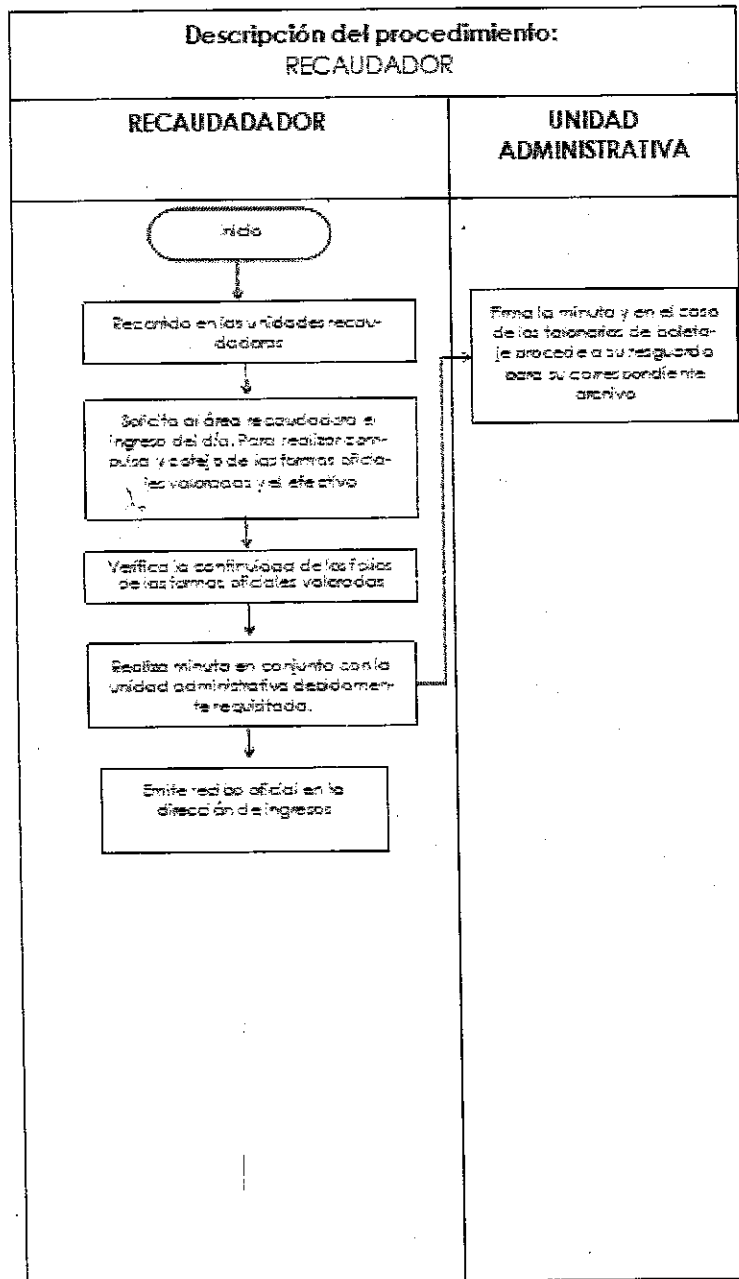 Descripción del procedimiento:
RECAUDADOR
RECAUDADADOR
UNIDAD
ADMINISTRATIVA
Inicio
Recorrido en las unidades recau-
dadoras
Solicita al área recaudadora el
ingreso del día. Para realizar com-
pulsa y cotejo de las formas oficia-
les valoradas y el efectivo
Verifica la continuidad de los folios
de las formas oficiales valoradas
Realiza minuta en conjunto con la
unidad administrativa debidamen-
te requisitada.
Emite recibo oficial en la
dirección de ingresos
Firma la minuta y en el caso
de los talonarios de boleta-
je procede a su resguardo
para su correspondiente
archivo